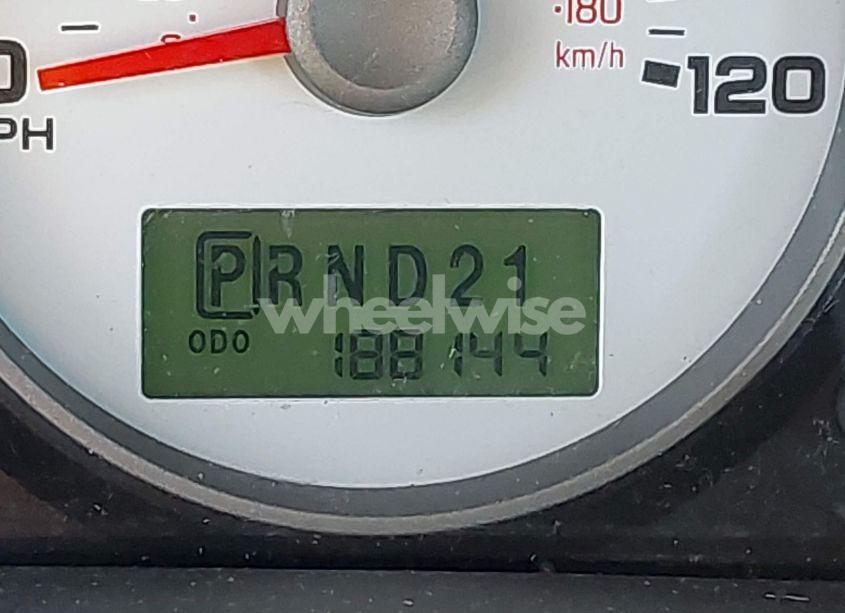 ·180
km/h
120
PH
PRND21
wheelwise
ODO 188144